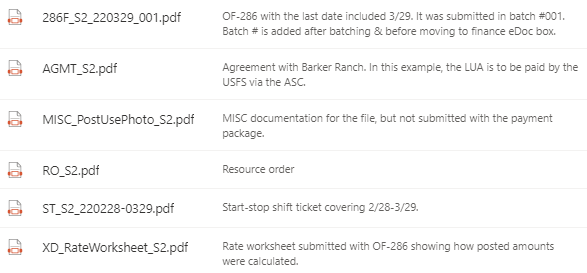 286F_S2_220329_001.pdf
OF-286 with the last date included 3/29. It was submitted in batch #001.
Batch # is added after batching & before moving to finance eDoc box.
AGMT_S2.pdf
Agreement with Barker Ranch. In this example, the LUA is to be paid by the
USFS via the ASC.
MISC_PostUsePhoto_S2.pdf
MISC documentation for the file, but not submitted with the payment
package.
RO_S2.pdf
Resource order
ST_S2_220228-0329.pdf
Start-stop shift ticket covering 2/28-3/29.
XD_RateWorksheet_S2.pdf
Rate worksheet submitted with OF-286 showing how posted amounts
were calculated.